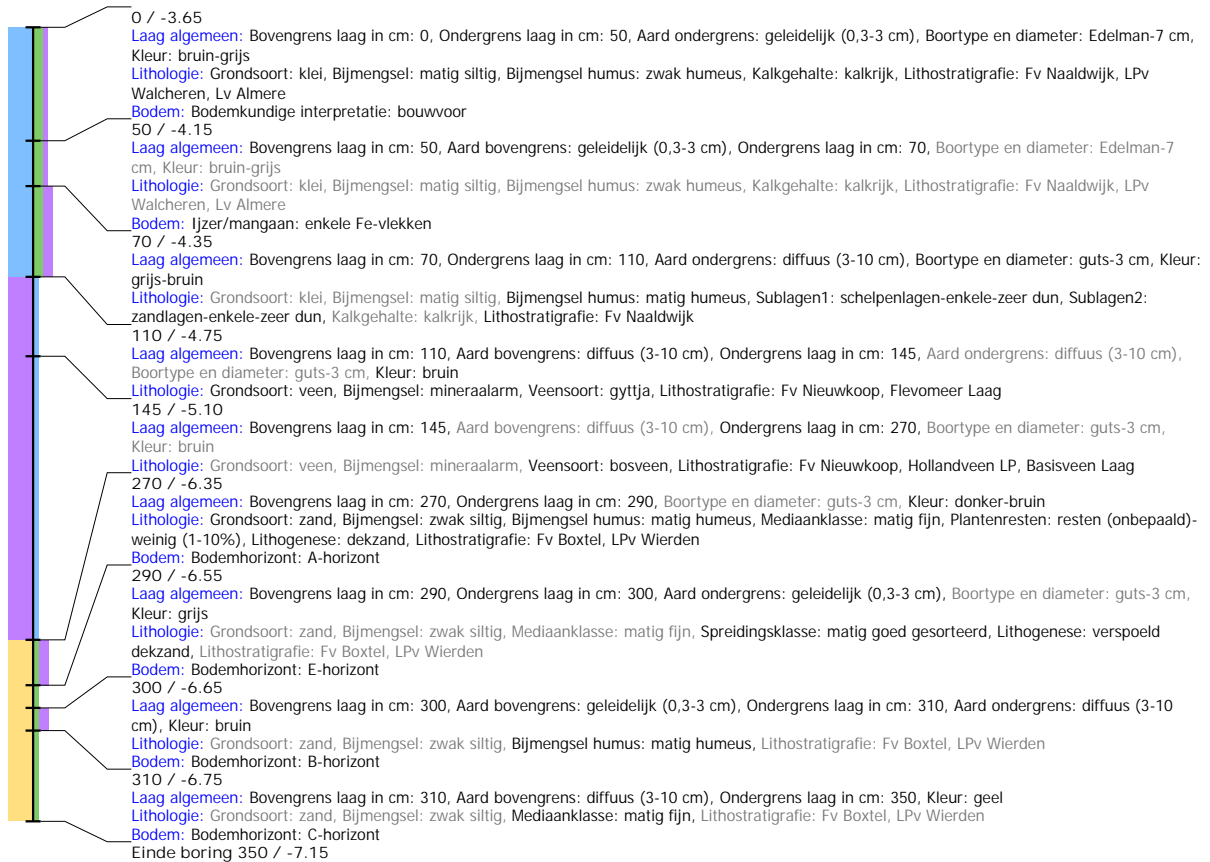 0 / -3.65
Laag algemeen: Bovengrens laag in cm: 0, Ondergrens laag in cm: 50, Aard ondergrens: geleidelijk (0,3-3 cm), Boortype en diameter: Edelman-7 cm,
Kleur: bruin-grijs
Lithologie: Grondsoort: klei, Bijmengsel: matig siltig, Bijmengsel humus: zwak humeus, Kalkgehalte: kalkrijk, Lithostratigrafie: Fv Naaldwijk, LPv
Walcheren, Lv Almere
Bodem: Bodemkundige interpretatie: bouwvoor
50 / -4.15
Laag algemeen: Bovengrens laag in cm: 50, Aard bovengrens: geleidelijk (0,3-3 cm), Ondergrens laag in cm: 70, Boortype en diameter: Edelman-7
cm, Kleur: bruin-grijs
Lithologie: Grondsoort: klei, Bijmengsel: matig siltig, Bijmengsel humus: zwak humeus, Kalkgehalte: kalkrijk, Lithostratigrafie: Fv Naaldwijk, LPv
Walcheren, Lv Almere
Bodem: Ijzer/mangaan: enkele Fe-vlekken
70 / -4.35
Laag algemeen: Bovengrens laag in cm: 70, Ondergrens laag in cm: 110, Aard ondergrens: diffuus (3-10 cm), Boortype en diameter: guts-3 cm, Kleur:
grijs-bruin
Lithologie: Grondsoort: klei, Bijmengsel: matig siltig, Bijmengsel humus: matig humeus, Sublagen1: schelpenlagen-enkele-zeer dun, Sublagen2:
zandlagen-enkele-zeer dun, Kalkgehalte: kalkrijk, Lithostratigrafie: Fv Naaldwijk
110 / -4.75
Laag algemeen: Bovengrens laag in cm: 110, Aard bovengrens: diffuus (3-10 cm), Ondergrens laag in cm: 145, Aard ondergrens: diffuus (3-10 cm),
Boortype en diameter: guts-3 cm, Kleur: bruin
Lithologie: Grondsoort: veen, Bijmengsel: mineraalarm, Veensoort: gyttja, Lithostratigrafie: Fv Nieuwkoop, Flevomeer Laag
145 / -5.10
Laag algemeen: Bovengrens laag in cm: 145, Aard bovengrens: diffuus (3-10 cm), Ondergrens laag in cm: 270, Boortype en diameter: guts-3 cm,
Kleur: bruin
Lithologie: Grondsoort: veen, Bijmengsel: mineraalarm, Veensoort: bosveen, Lithostratigrafie: Fv Nieuwkoop, Hollandveen LP, Basisveen Laag
270 / -6.35
Laag algemeen: Bovengrens laag in cm: 270, Ondergrens laag in cm: 290, Boortype en diameter: guts-3 cm, Kleur: donker-bruin
Lithologie: Grondsoort: zand, Bijmengsel: zwak siltig, Bijmengsel humus: matig humeus, Mediaanklasse: matig fijn, Plantenresten: resten (onbepaald)-
weinig (1-10%), Lithogenese: dekzand, Lithostratigrafie: Fv Boxtel, LPv Wierden
Bodem: Bodemhorizont: A-horizont
290 / -6.55
Laag algemeen: Bovengrens laag in cm: 290, Ondergrens laag in cm: 300, Aard ondergrens: geleidelijk (0,3-3 cm), Boortype en diameter: guts-3 cm,
Kleur: grijs
Lithologie: Grondsoort: zand, Bijmengsel: zwak siltig, Mediaanklasse: matig fijn, Spreidingsklasse: matig goed gesorteerd, Lithogenese: verspoeld
dekzand, Lithostratigrafie: Fv Boxtel, LPv Wierden
Bodem: Bodemhorizont: E-horizont
300 / -6.65
Laag algemeen: Bovengrens laag in cm: 300, Aard bovengrens: geleidelijk (0,3-3 cm), Ondergrens laag in cm: 310, Aard ondergrens: diffuus (3-10
cm), Kleur: bruin
Lithologie: Grondsoort: zand, Bijmengsel: zwak siltig, Bijmengsel humus: matig humeus, Lithostratigrafie: Fv Boxtel, LPv Wierden
Bodem: Bodemhorizont: B-horizont
310 / -6.75
Laag algemeen: Bovengrens laag in cm: 310, Aard bovengrens: diffuus (3-10 cm), Ondergrens laag in cm: 350, Kleur: geel
Lithologie: Grondsoort: zand, Bijmengsel: zwak siltig, Mediaanklasse: matig fijn, Lithostratigrafie: Fv Boxtel, LPv Wierden
Bodem: Bodemhorizont: C-horizont
Einde boring 350 / -7.15